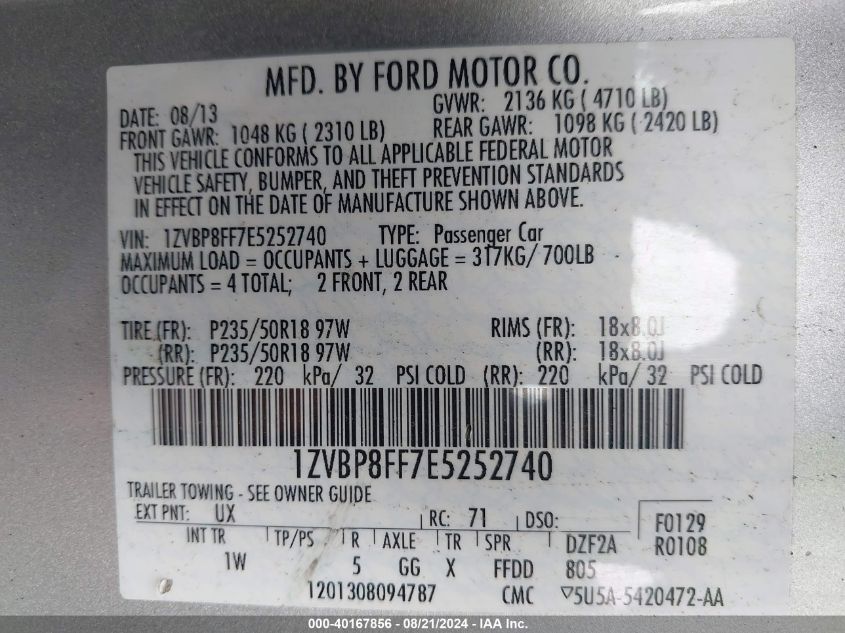 MFD. BY FORD MOTOR CO.
DATE: 08/13 GVWR: 2136 KG ( 4710 LB)
FRONT GAWR: 1048 KG ( 2310 LB) REAR GAWR: 1098 KG ( 2420 LB)
THIS VEHICLE CONFORMS TO ALL APPLICABLE FEDERAL MOTOR
VEHICLE SAFETY, BUMPER, AND THEFT PREVENTION STANDARDS
IN EFFECT ON THE DATE OF MANUFACTURE SHOWN ABOVE.
VIN: 1ZVBP8FF7E5252740 TYPE: Passenger Car
MAXIMUM LOAD = OCCUPANTS + LUGGAGE = 317KG/ 700LB
OCCUPANTS = 4 TOTAL; 2 FRONT, 2 REAR
TIRE (FR): P235/50R18 97W RIMS (FR): 18x8.0J
(RR): P235/50R18 97W (RR): 18x8.0J
PRESSURE (FR): 220 kPa/ 32 PSI COLD (RR): 220 kPa/ 32 PSI COLD
1ZVBP8FF7E5252740
TRAILER TOWING - SEE OWNER GUIDE
EXT PNT: UX RC: 71 DSO: F0129
INT TR TP/PS R AXLE TR SPR DZF2A R0108
1W 5 GG X FFDD 805
1201308094787 CMC ▽5U5A-5420472-AA
000-40167856 - 08/21/2024 - IAAI.com